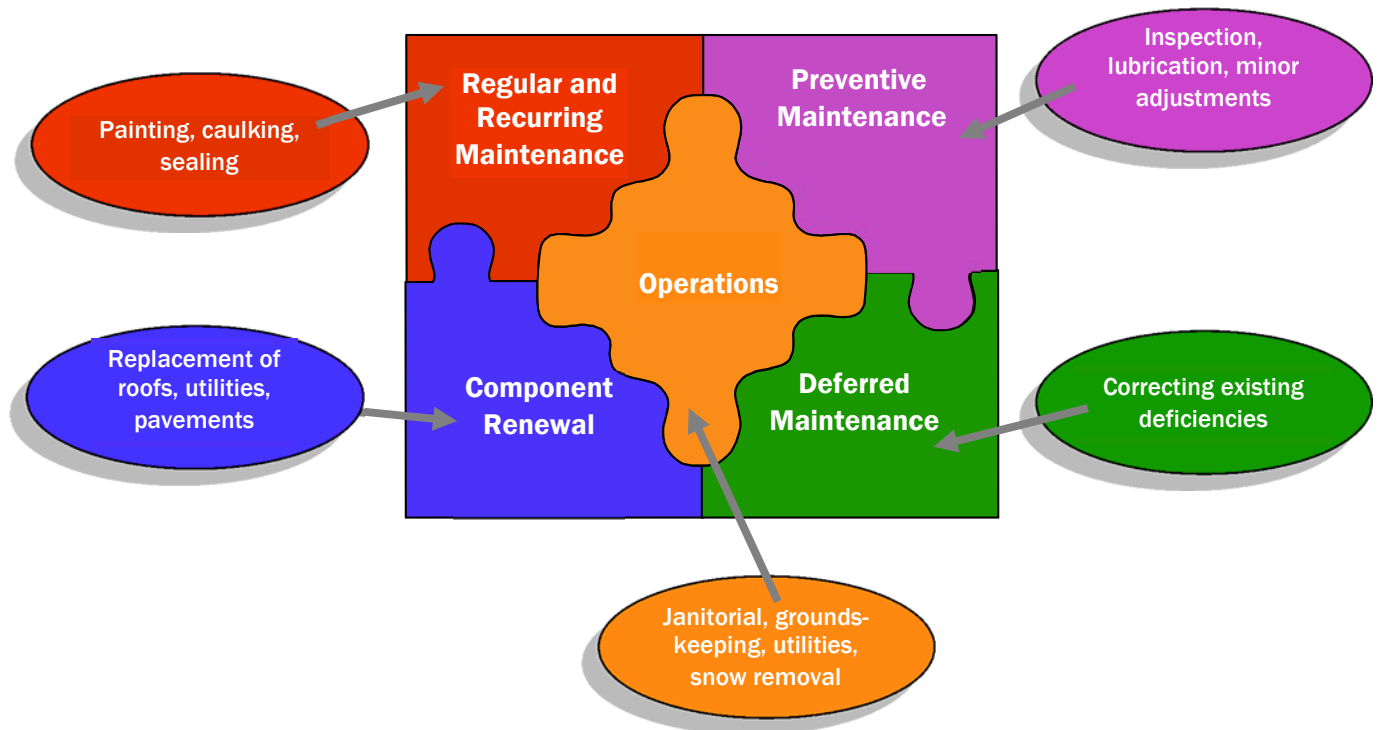 Inspection,
lubrication, minor
adjustments
Regular and
Recurring
Maintenance
Preventive
Maintenance
Painting, caulking,
sealing
Operations
Replacement of
roofs, utilities,
pavements
Component
Renewal
Deferred
Maintenance
Correcting existing
deficiencies
Janitorial, grounds-
keeping, utilities,
snow removal